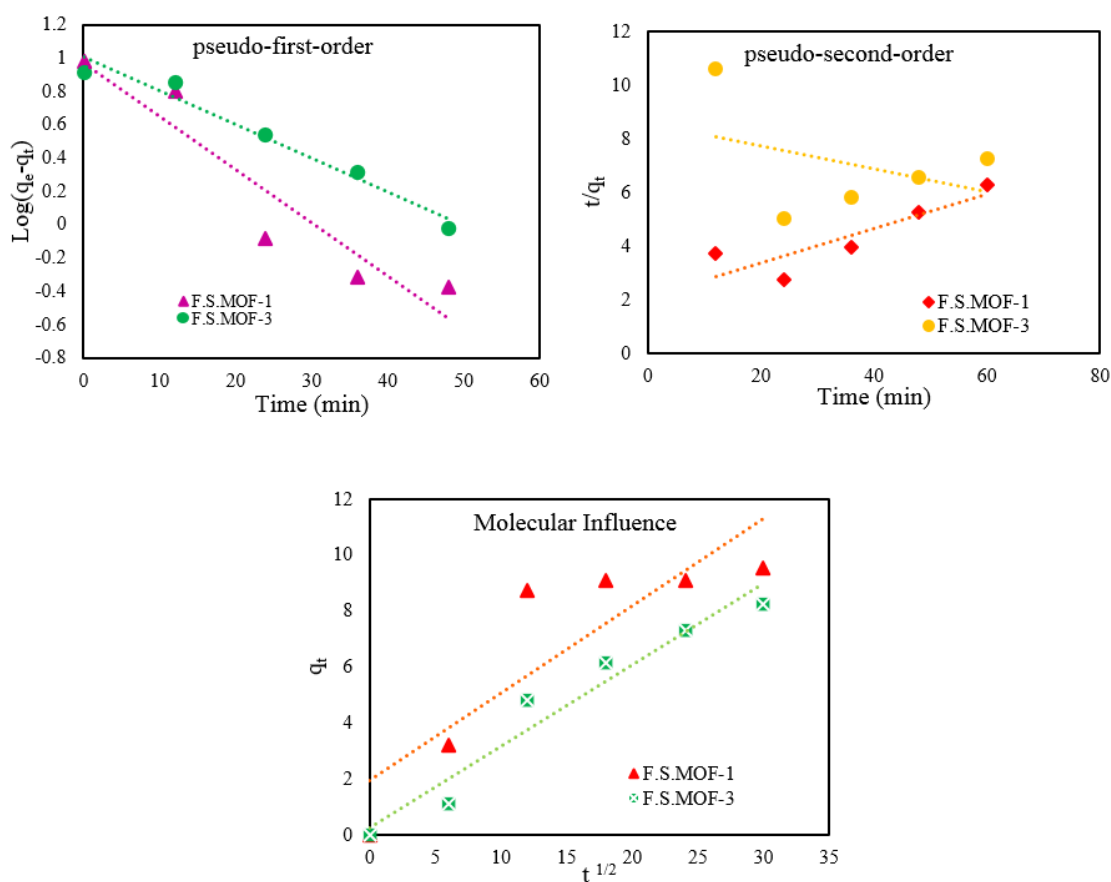 pseudo-first-order
Log(qe-qt)
1.2
1
0.8
0.6
0.4
0.2
0
-0.2
-0.4
-0.6
-0.8
F.S.MOF-1
F.S.MOF-3
0 10 20 30 40 50 60
Time (min)
pseudo-second-order
t/qt
12
10
8
6
4
2
0
F.S.MOF-1
F.S.MOF-3
0 20 40 60 80
Time (min)
Molecular Influence
qt
12
10
8
6
4
2
0
F.S.MOF-1
F.S.MOF-3
0 5 10 15 20 25 30 35
t 1/2